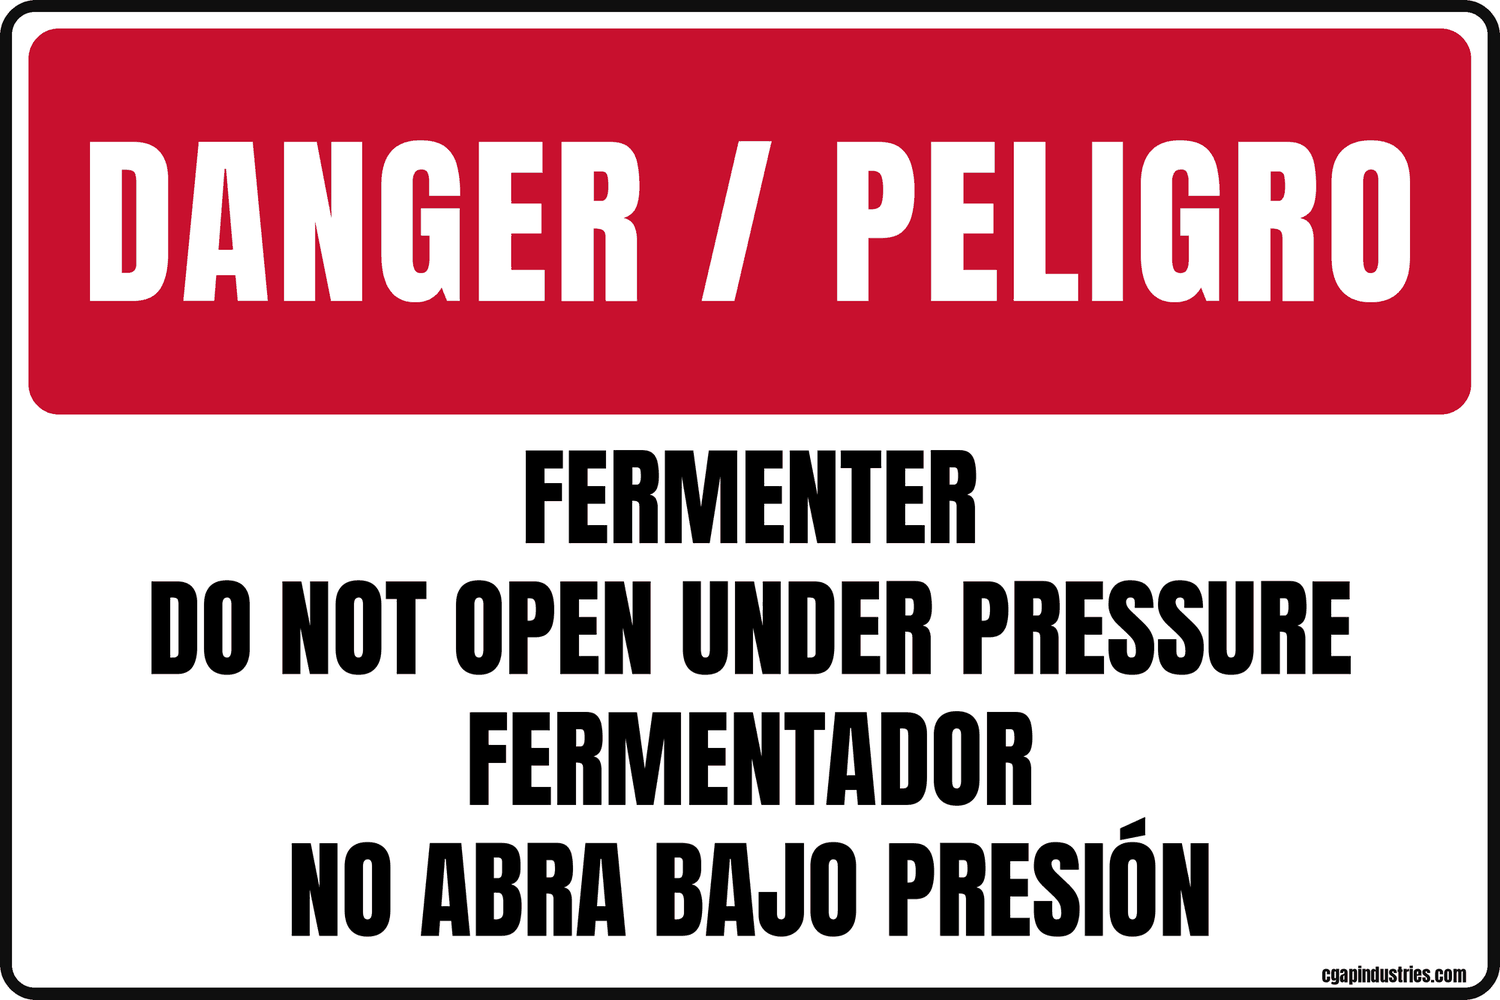 DANGER / PELIGRO
FERMENTER
DO NOT OPEN UNDER PRESSURE
FERMENTADOR
NO ABRA BAJO PRESIÓN
cgapindustries.com